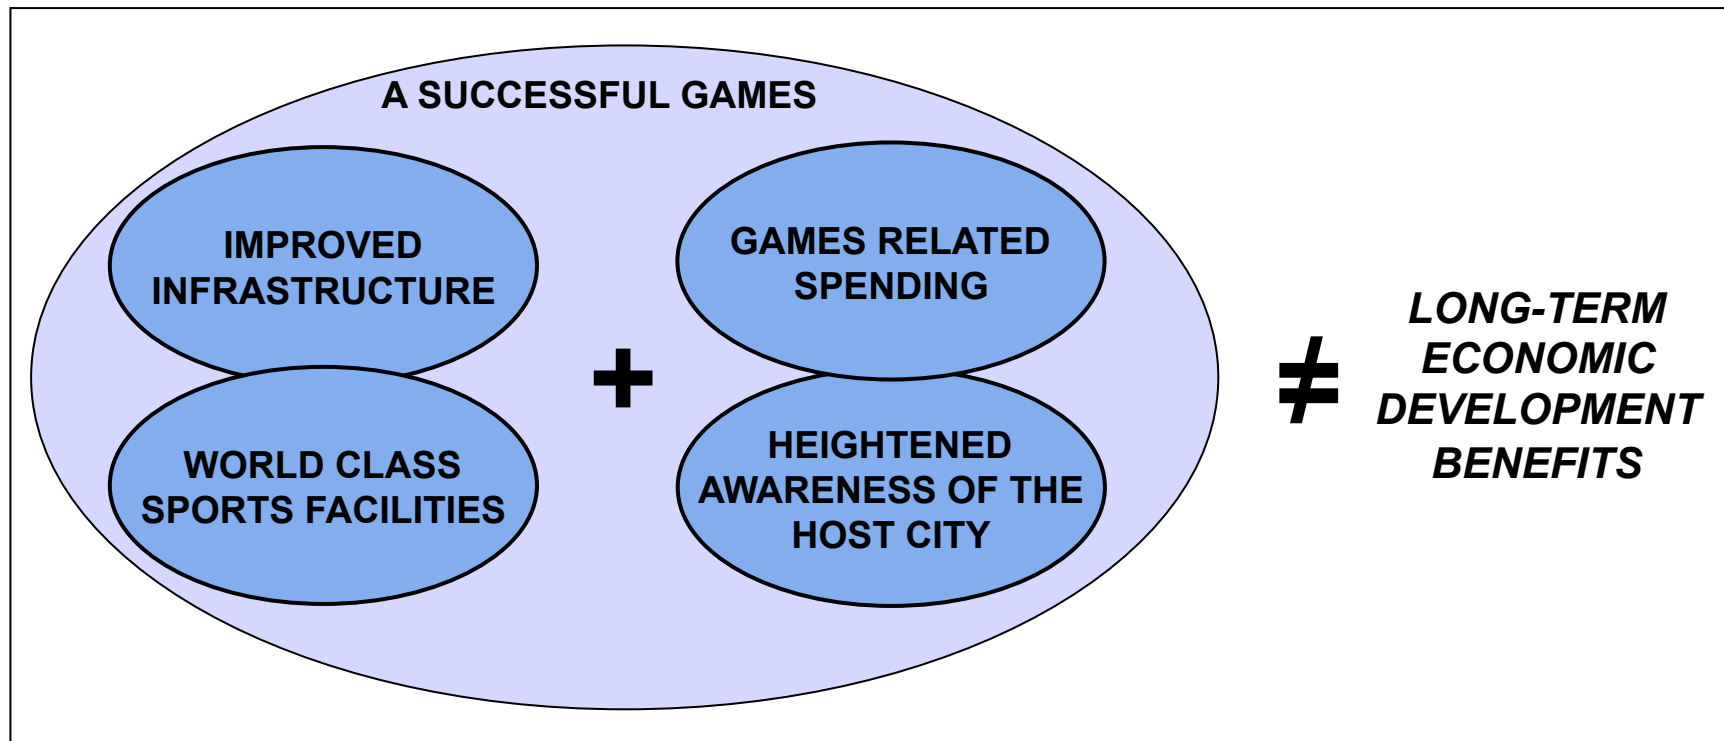 A SUCCESSFUL GAMES
IMPROVED
INFRASTRUCTURE
WORLD CLASS
SPORTS FACILITIES
+
GAMES RELATED
SPENDING
HEIGHTENED
AWARENESS OF THE
HOST CITY
≠
LONG-TERM
ECONOMIC
DEVELOPMENT
BENEFITS